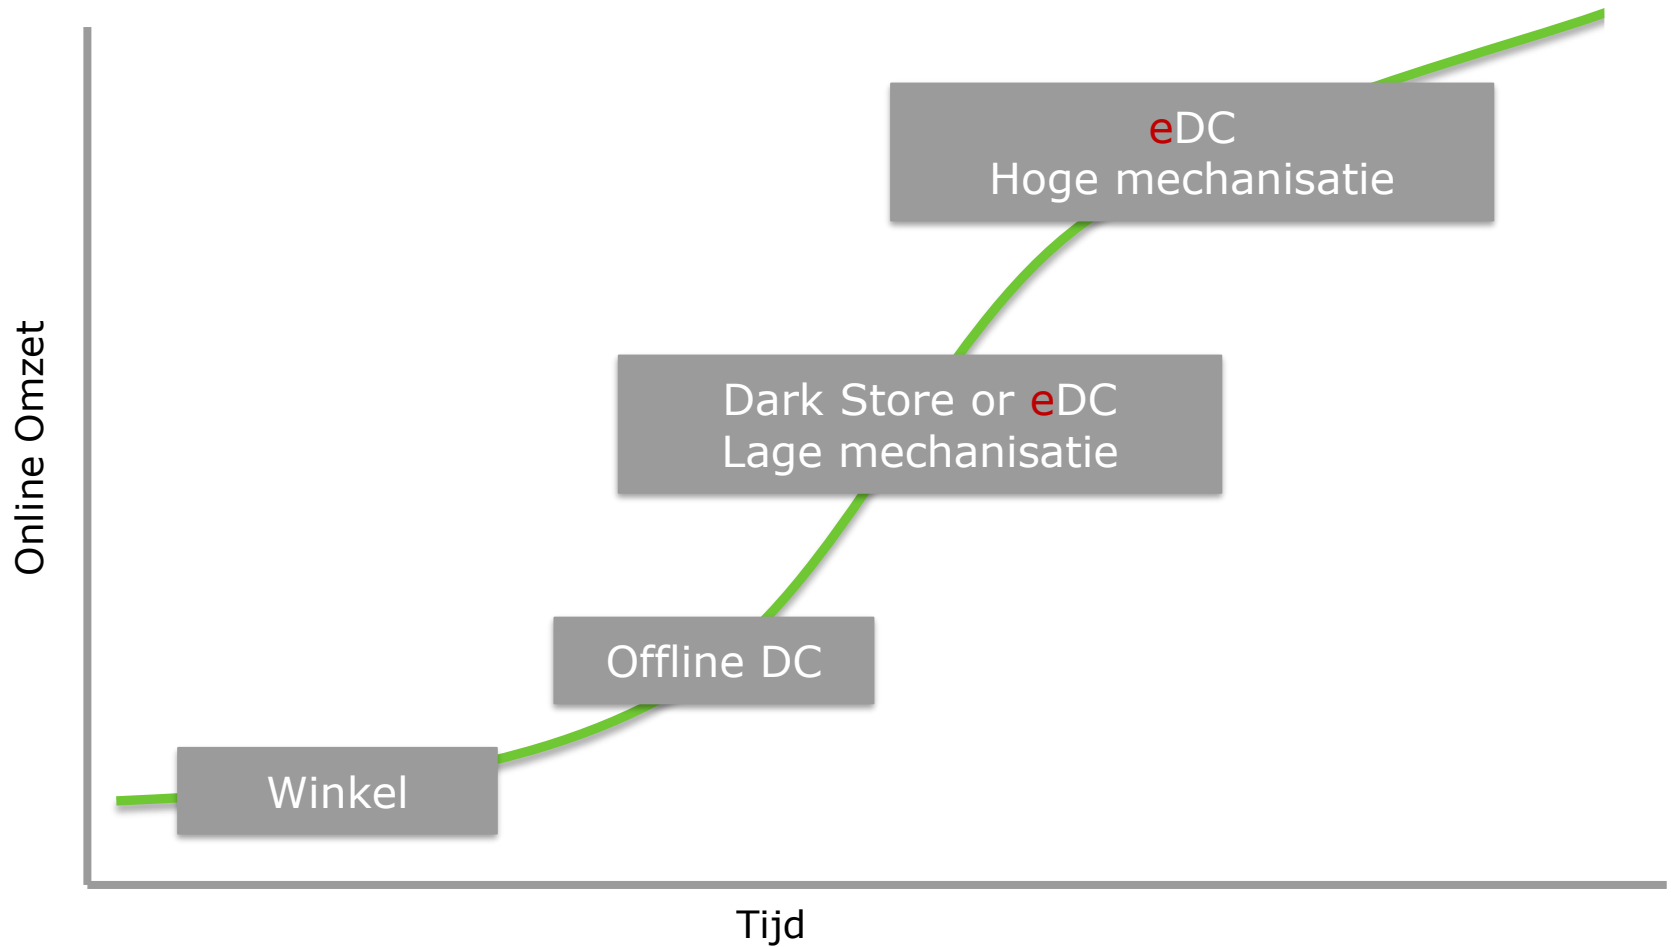 eDC
Hoge mechanisatie
Dark Store or eDC
Lage mechanisatie
Offline DC
Winkel
Online Omzet
Tijd